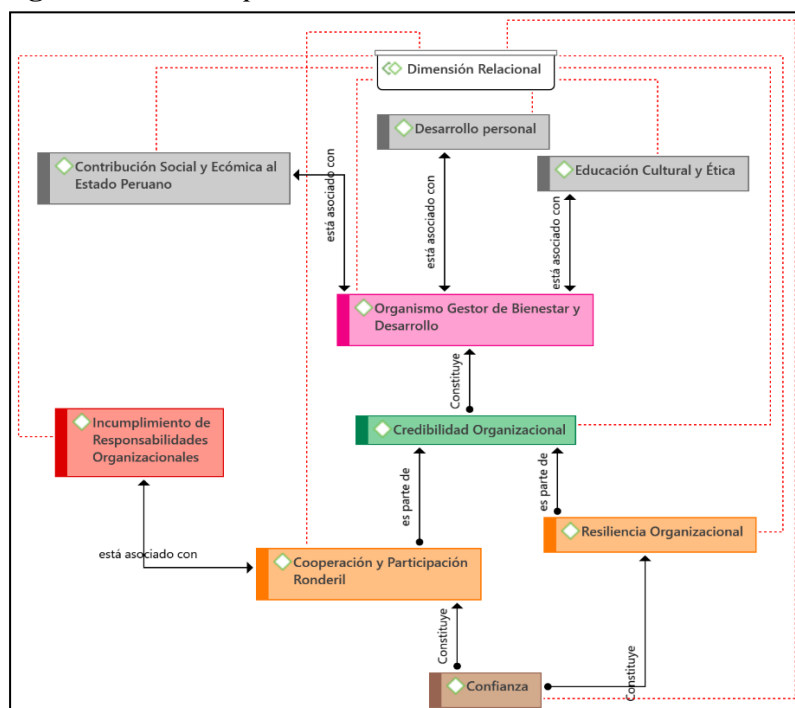 Dimensión Relacional
Desarrollo personal
Contribución Social y Ecómica al
Estado Peruano
Educación Cultural y Ética
está asociado con
está asociado con
está asociado con
Organismo Gestor de Bienestar y
Desarrollo
Constituye
Incumplimiento de
Responsabilidades
Organizacionales
Credibilidad Organizacional
es parte de
es parte de
Resiliencia Organizacional
está asociado con
Cooperación y Participación
Ronderil
Constituye
Constituye
Confianza